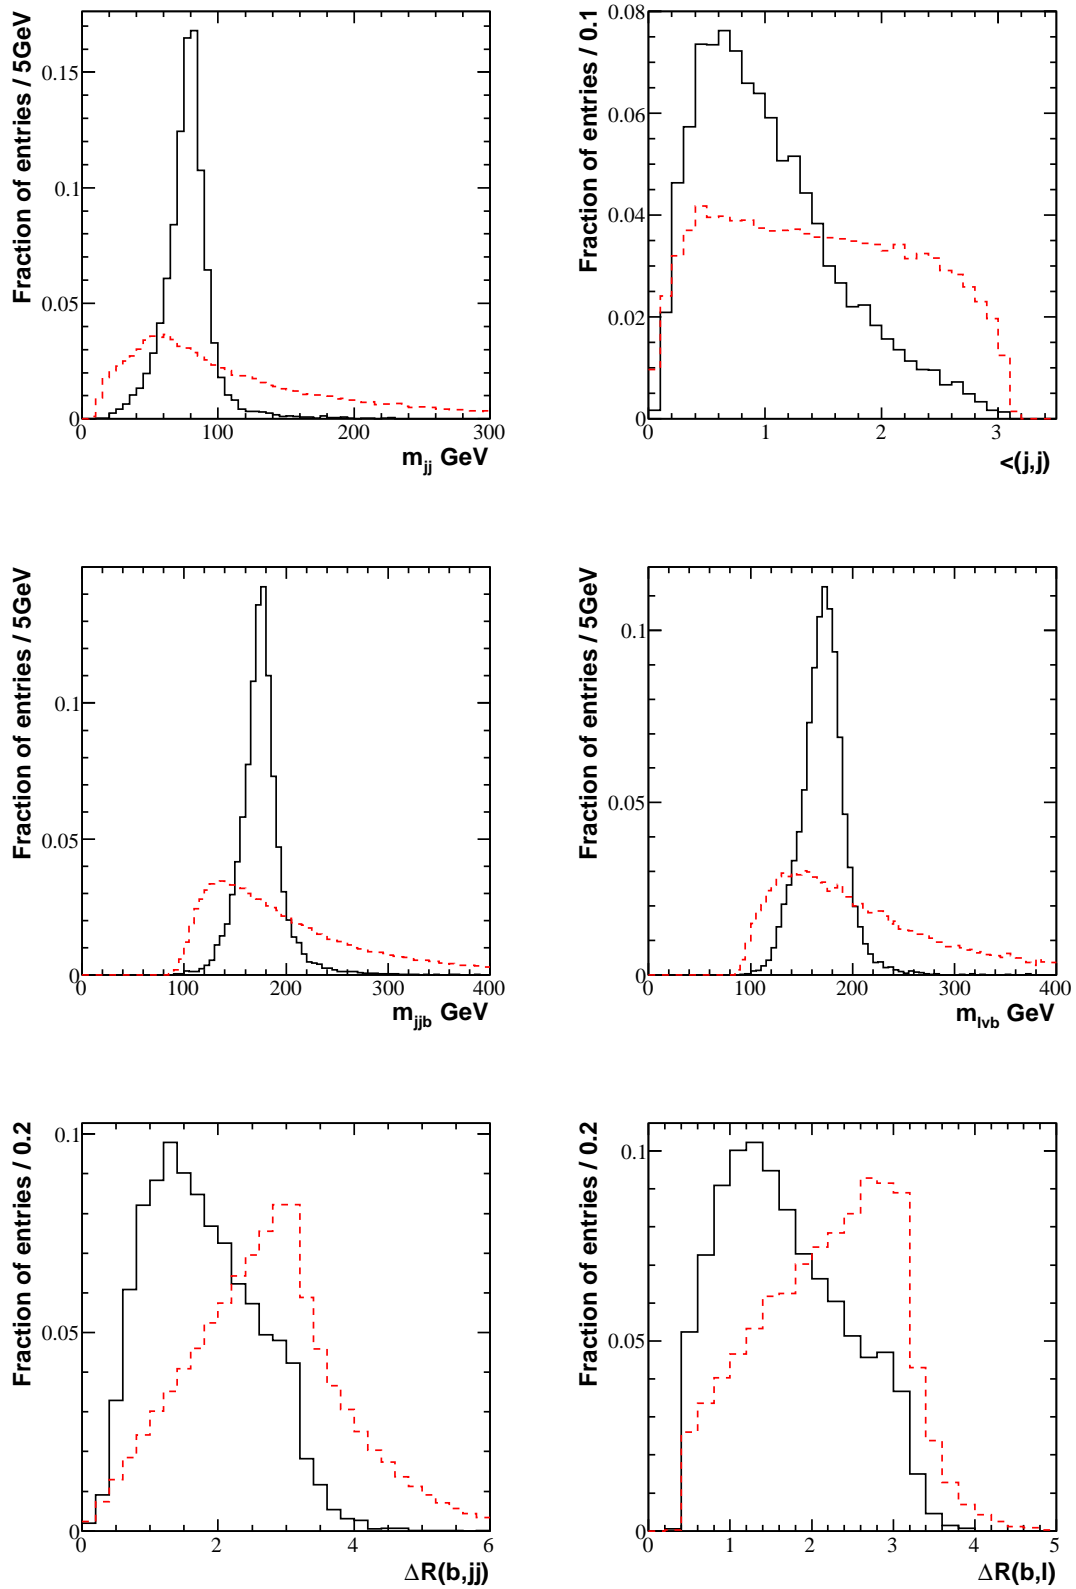 Fraction of entries / 5GeV
0.15
0.1
0.05
0
0 100 200 300
m_jj GeV
Fraction of entries / 0.1
0.08
0.06
0.04
0.02
0
0 1 2 3
<(j,j)
Fraction of entries / 5GeV
0.1
0.05
0
0 100 200 300 400
m_jjb GeV
Fraction of entries / 5GeV
0.1
0.05
0
0 100 200 300 400
m_lvb GeV
Fraction of entries / 0.2
0.1
0.05
0
0 2 4 6
ΔR(b,jj)
Fraction of entries / 0.2
0.1
0.05
0
0 1 2 3 4 5
ΔR(b,l)